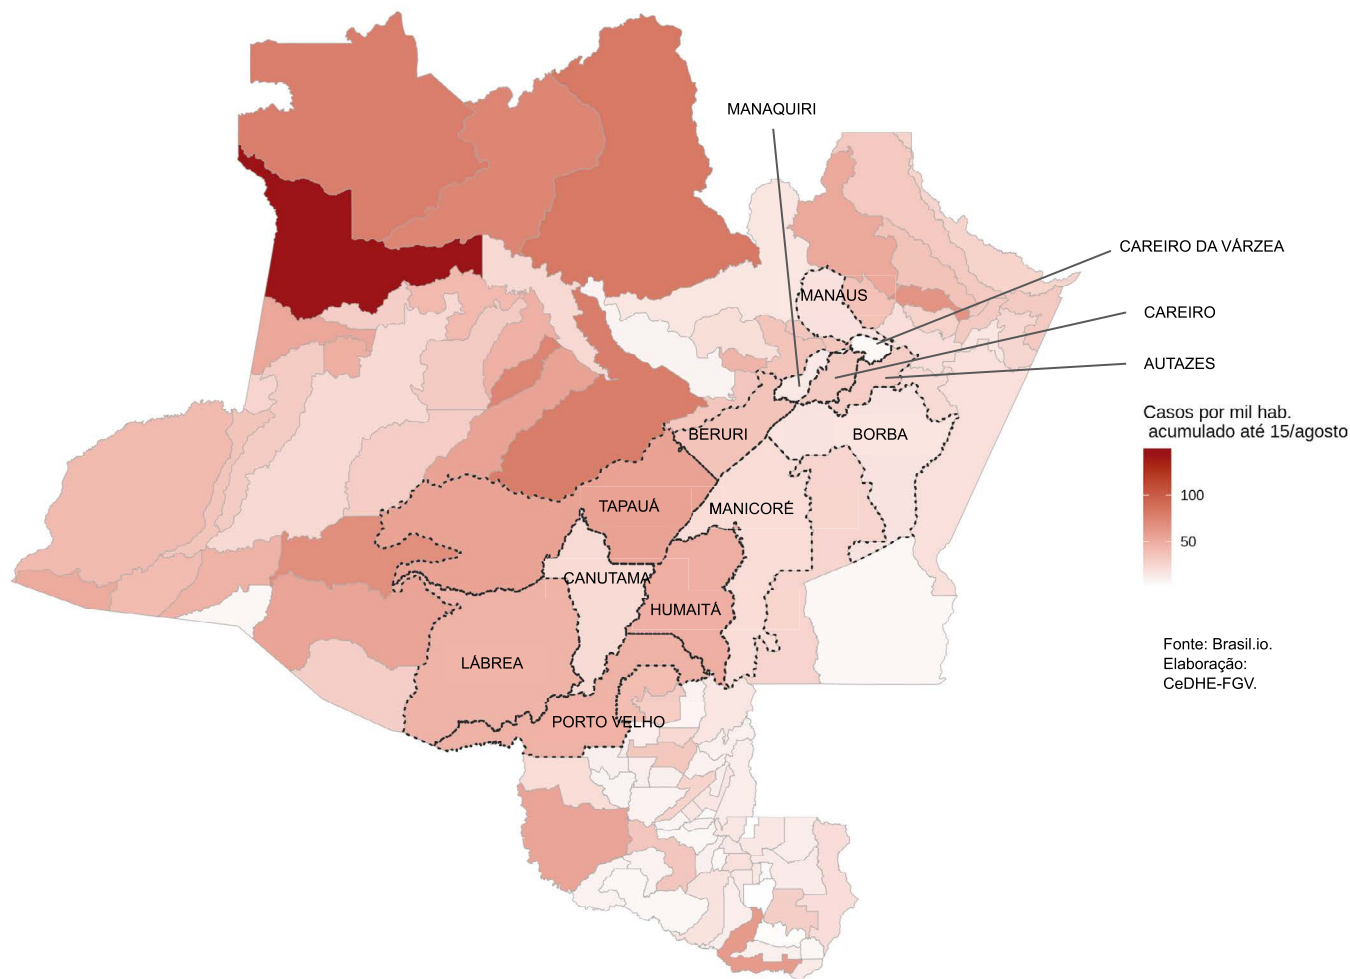 MANAQUIRI
CAREIRO DA VÁRZEA
MANAUS
CAREIRO
AUTAZES
Casos por mil hab.
acumulado até 15/agosto
BERURI
BORBA
100
TAPAUÁ
MANICORÉ
50
CANUTAMA
HUMAITÁ
Fonte: Brasil.io.
Elaboração:
CeDHE-FGV.
LÁBREA
PORTO VELHO